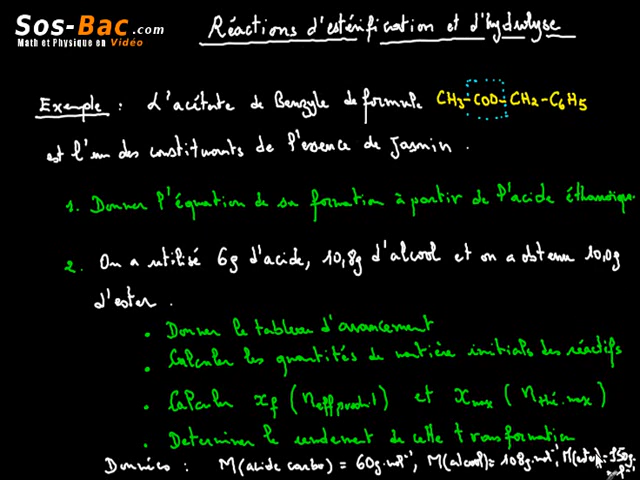 Sos-Bac.com
Math et Physique en Vidéo
Réactions d'estérification et d'hydrolyse
Exemple : L'acétate de Benzyle de formule CH3-COO-CH2-C6H5
est l'un des constituants de l'essence de Jasmin.
1. Donner l'équation de sa formation à partir de l'acide éthanoïque.
2. On a utilisé 6g d'acide, 10,8g d'alcool et on a obtenu 10,0g
d'ester.
• Donner le tableau d'avancement
• Calculer les quantités de matière initials des réactifs
• Calculer xf (neff produit) et xmax (nthé.max)
• Determiner le rendement de cette transformation
Données : M(acide carbo) = 60g.mol⁻¹, M(alcool)= 108g.mol⁻¹, M(ester)=150g.
mol⁻¹